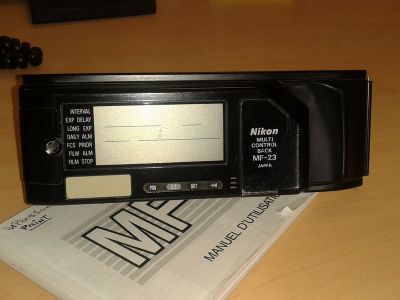 INTERVAL
EXP DELAY
LONG EXP
DAILY ALM
FCS PRIOR
FILM ALM
FILM STOP
Nikon
MULTI
CONTROL
BACK
MF-23
JAPAN
MF
MANUEL D'UTILISAT